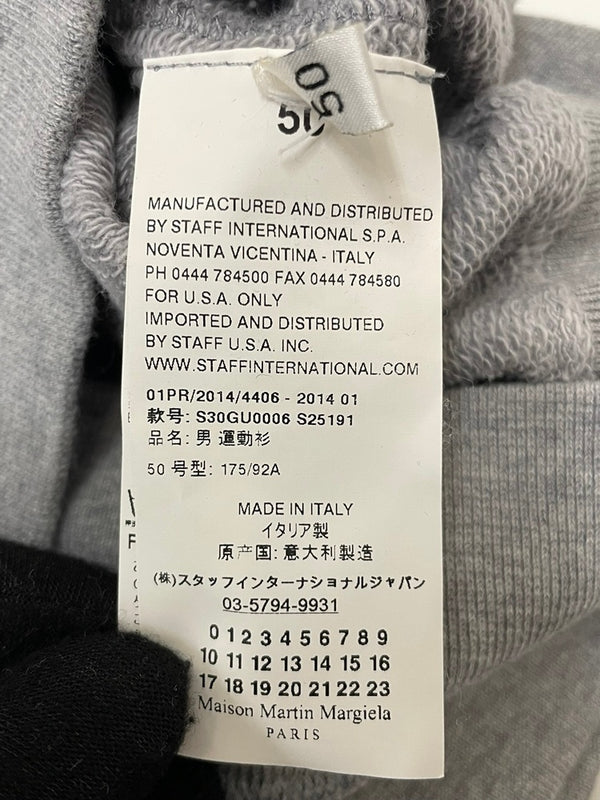 50
50
MANUFACTURED AND DISTRIBUTED
BY STAFF INTERNATIONAL S.P.A.
NOVENTA VICENTINA - ITALY
PH 0444 784500 FAX 0444 784580
FOR U.S.A. ONLY
IMPORTED AND DISTRIBUTED
BY STAFF U.S.A. INC.
WWW.STAFFINTERNATIONAL.COM
01PR/2014/4406 - 2014 01
款号: S30GU0006 S25191
品名: 男 運動衫
50 号型: 175/92A
MADE IN ITALY
イタリア製
原产国: 意大利製造
(株)スタッフインターナショナルジャパン
03-5794-9931
0 1 2 3 4 5 6 7 8 9
10 11 12 13 14 15 16
17 18 19 20 21 22 23
Maison Martin Margiela
PARIS